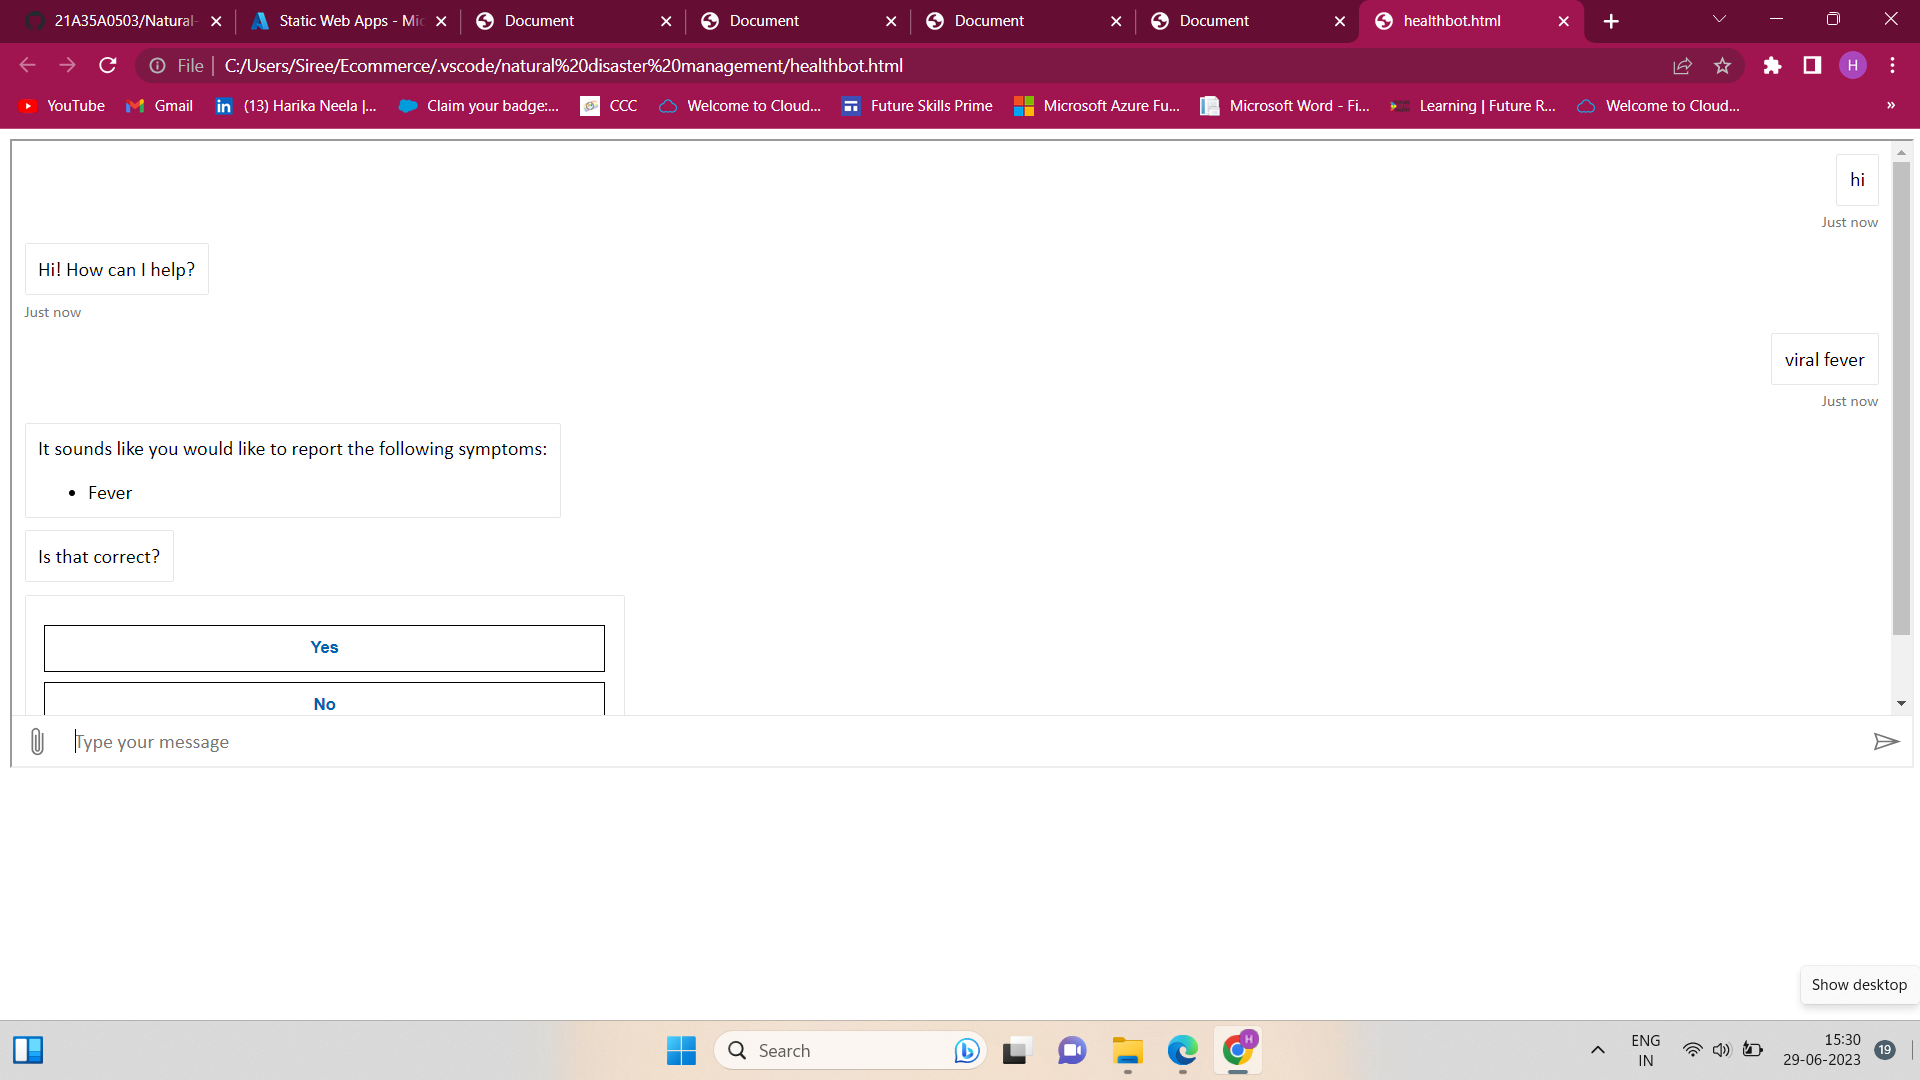 21A35A0503/Natural-
Static Web Apps - Mic
Document
Document
Document
Document
healthbot.html
File
C:/Users/Siree/Ecommerce/.vscode/natural%20disaster%20management/healthbot.html
H
YouTube
Gmail
(13) Harika Neela |...
Claim your badge:...
CCC
Welcome to Cloud...
Future Skills Prime
Microsoft Azure Fu...
Microsoft Word - Fi...
Learning | Future R...
Welcome to Cloud...
»
hi
Just now
Hi! How can I help?
Just now
viral fever
Just now
It sounds like you would like to report the following symptoms:
• Fever
Is that correct?
Yes
No
Type your message
Show desktop
Search
H
ENG
IN
15:30
29-06-2023
19